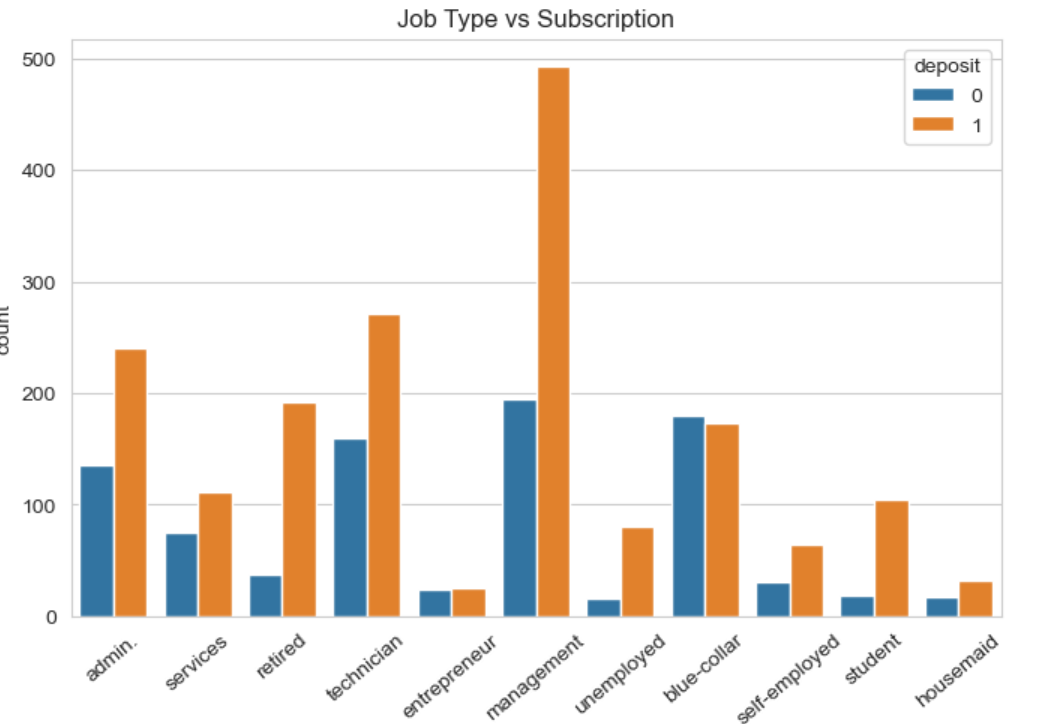 Job Type vs Subscription
deposit
0
1
500
400
300
200
100
0
count
admin.
services
retired
technician
entrepreneur
management
unemployed
blue-collar
self-employed
student
housemaid